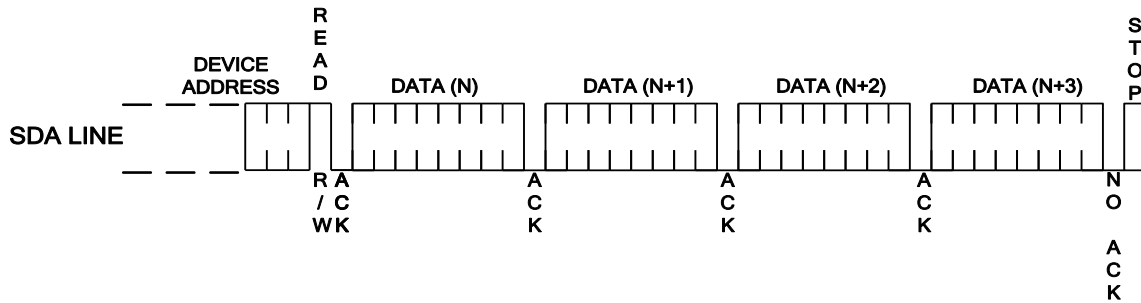 READ
STOP
DEVICE
ADDRESS
DATA (N)
DATA (N+1)
DATA (N+2)
DATA (N+3)
SDA LINE
R/W
ACK
ACK
ACK
ACK
NO ACK